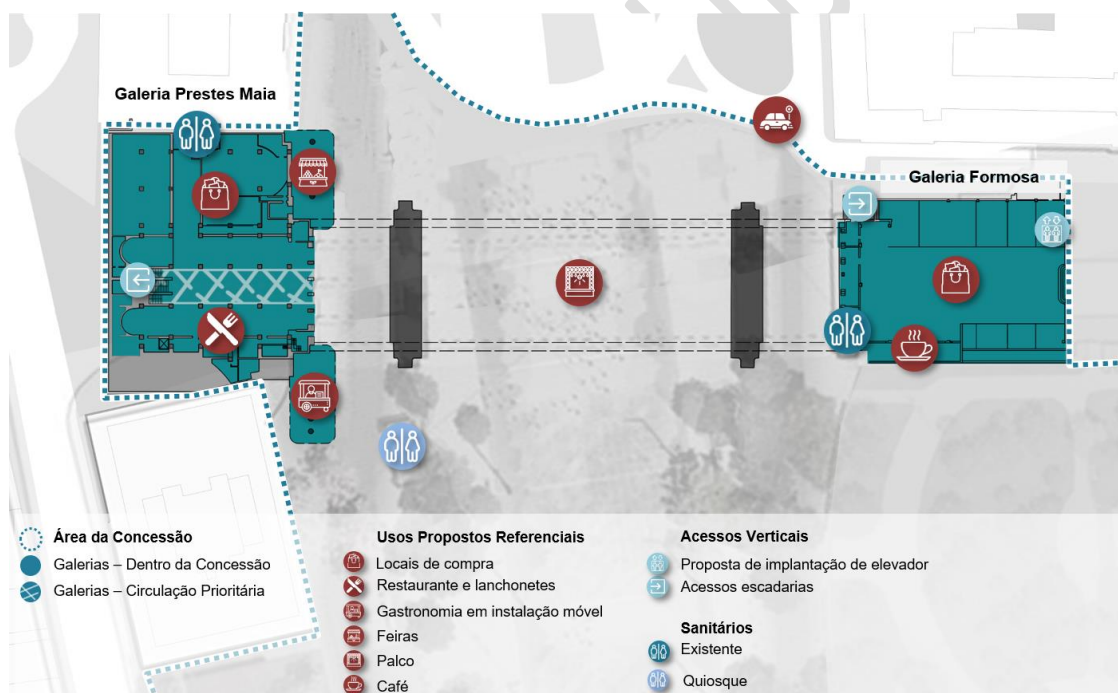 Galeria Prestes Maia
Galeria Formosa
Área da Concessão
Galerias – Dentro da Concessão
Galerias – Circulação Prioritária
Usos Propostos Referenciais
Locais de compra
Restaurante e lanchonetes
Gastronomia em instalação móvel
Feiras
Palco
Café
Acessos Verticais
Proposta de implantação de elevador
Acessos escadarias
Sanitários
Existente
Quiosque